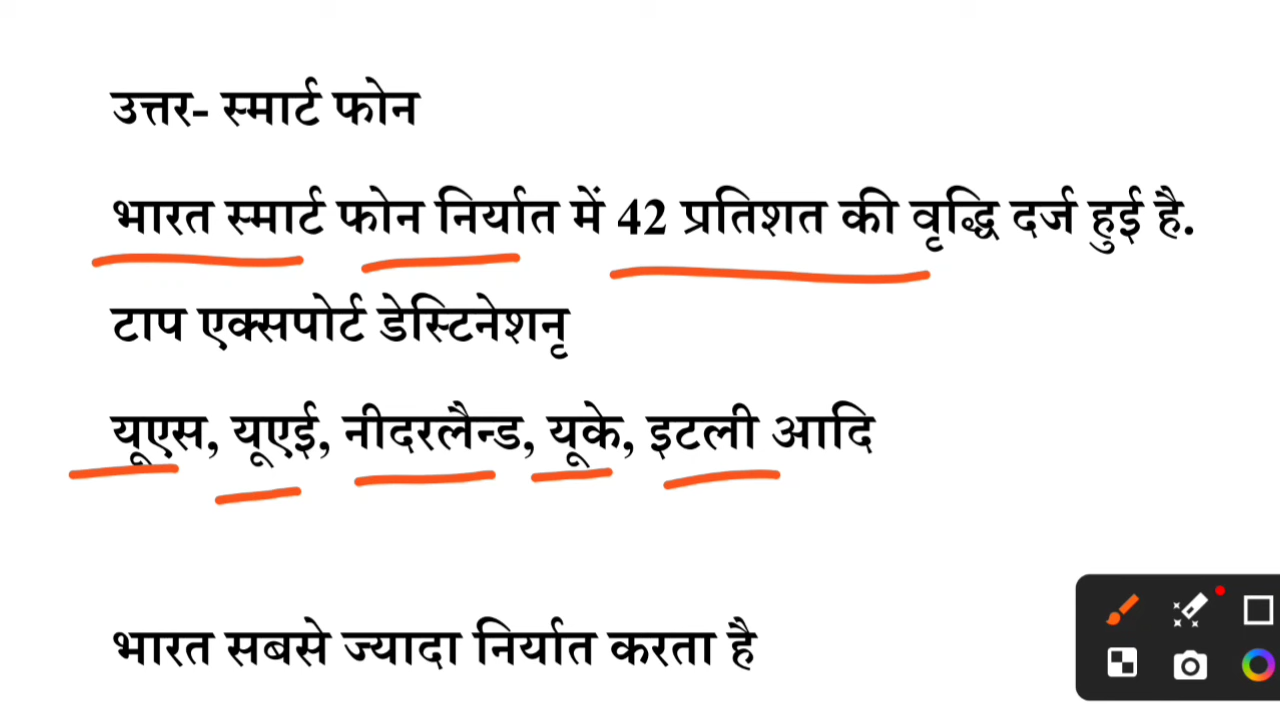 उत्तर- स्मार्ट फोन
भारत स्मार्ट फोन निर्यात में 42 प्रतिशत की वृद्धि दर्ज हुई है.
टाप एक्सपोर्ट डेस्टिनेशनृ
यूएस, यूएई, नीदरलैन्ड, यूके, इटली आदि
भारत सबसे ज्यादा निर्यात करता है